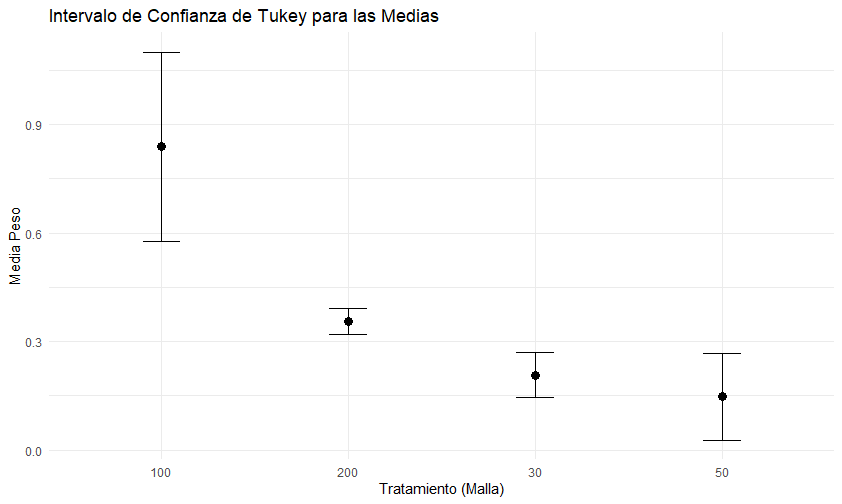 Intervalo de Confianza de Tukey para las Medias
Media Peso
0.9
0.6
0.3
0.0
100 200 30 50
Tratamiento (Malla)